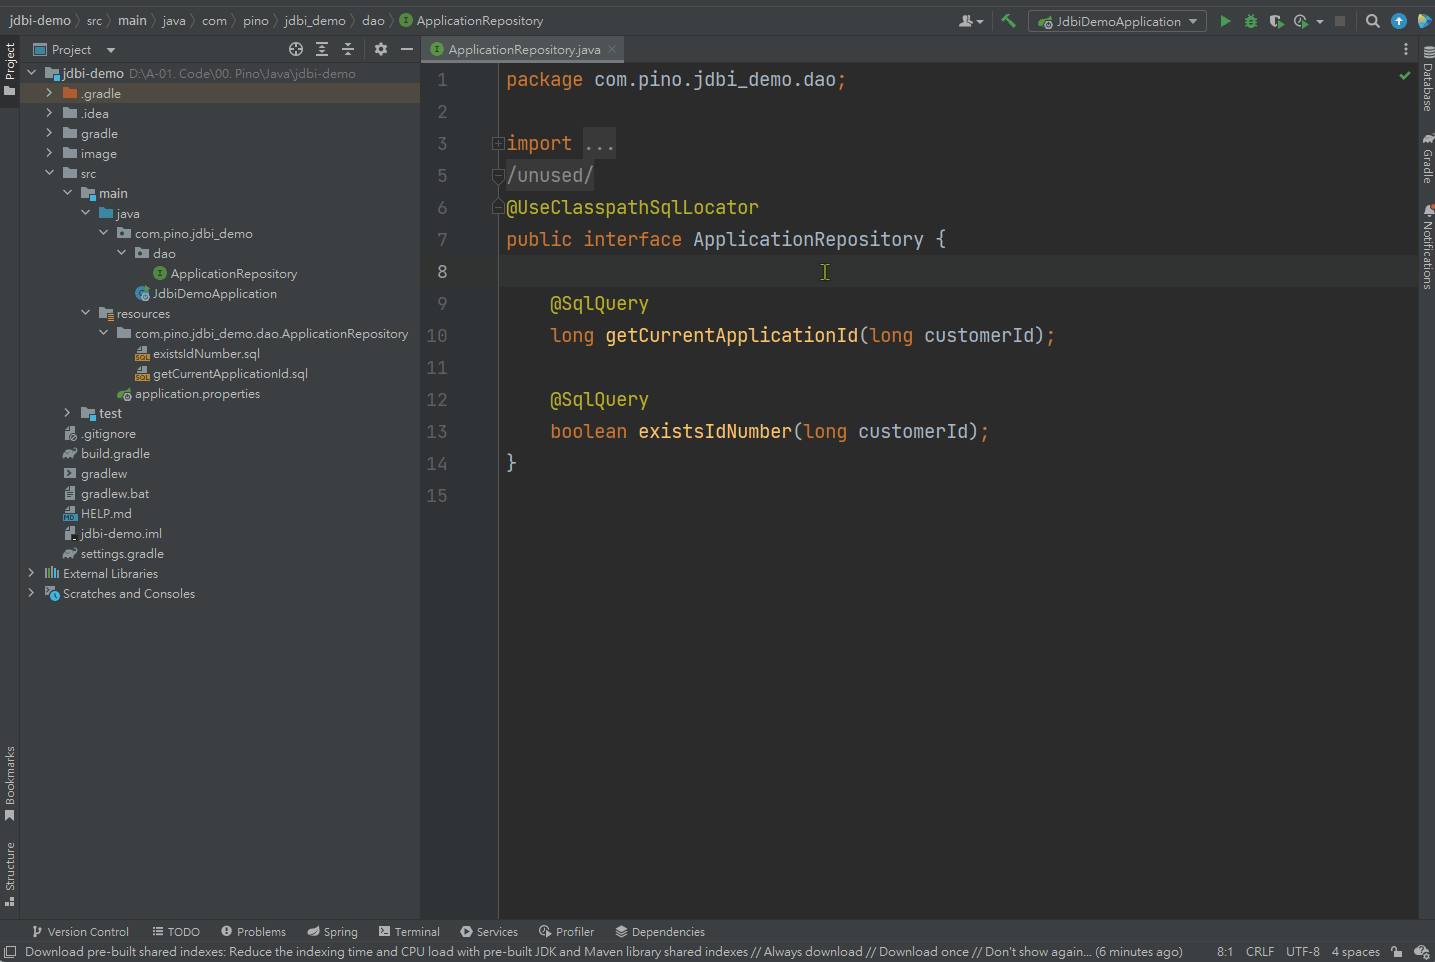 jdbi-demo src main java com pino jdbi_demo dao ApplicationRepository
JdbiDemoApplication
Project
Project
ApplicationRepository.java
jdbi-demo D:\A-01. Code\00. Pino\Java\jdbi-demo
.gradle
.idea
gradle
image
src
main
java
com.pino.jdbi_demo
dao
ApplicationRepository
JdbiDemoApplication
resources
com.pino.jdbi_demo.dao.ApplicationRepository
existsIdNumber.sql
getCurrentApplicationId.sql
application.properties
test
.gitignore
build.gradle
gradlew
gradlew.bat
HELP.md
jdbi-demo.iml
settings.gradle
External Libraries
Scratches and Consoles
1 package com.pino.jdbi_demo.dao;
2
3 import ...
5 /unused/
6 @UseClasspathSqlLocator
7 public interface ApplicationRepository {
8
9 @SqlQuery
10 long getCurrentApplicationId(long customerId);
11
12 @SqlQuery
13 boolean existsIdNumber(long customerId);
14 }
15
Database
Gradle
Notifications
Bookmarks
Structure
Version Control TODO Problems Spring Terminal Services Profiler Dependencies
Download pre-built shared indexes: Reduce the indexing time and CPU load with pre-built JDK and Maven library shared indexes // Always download // Download once // Don't show again... (6 minutes ago) 8:1 CRLF UTF-8 4 spaces